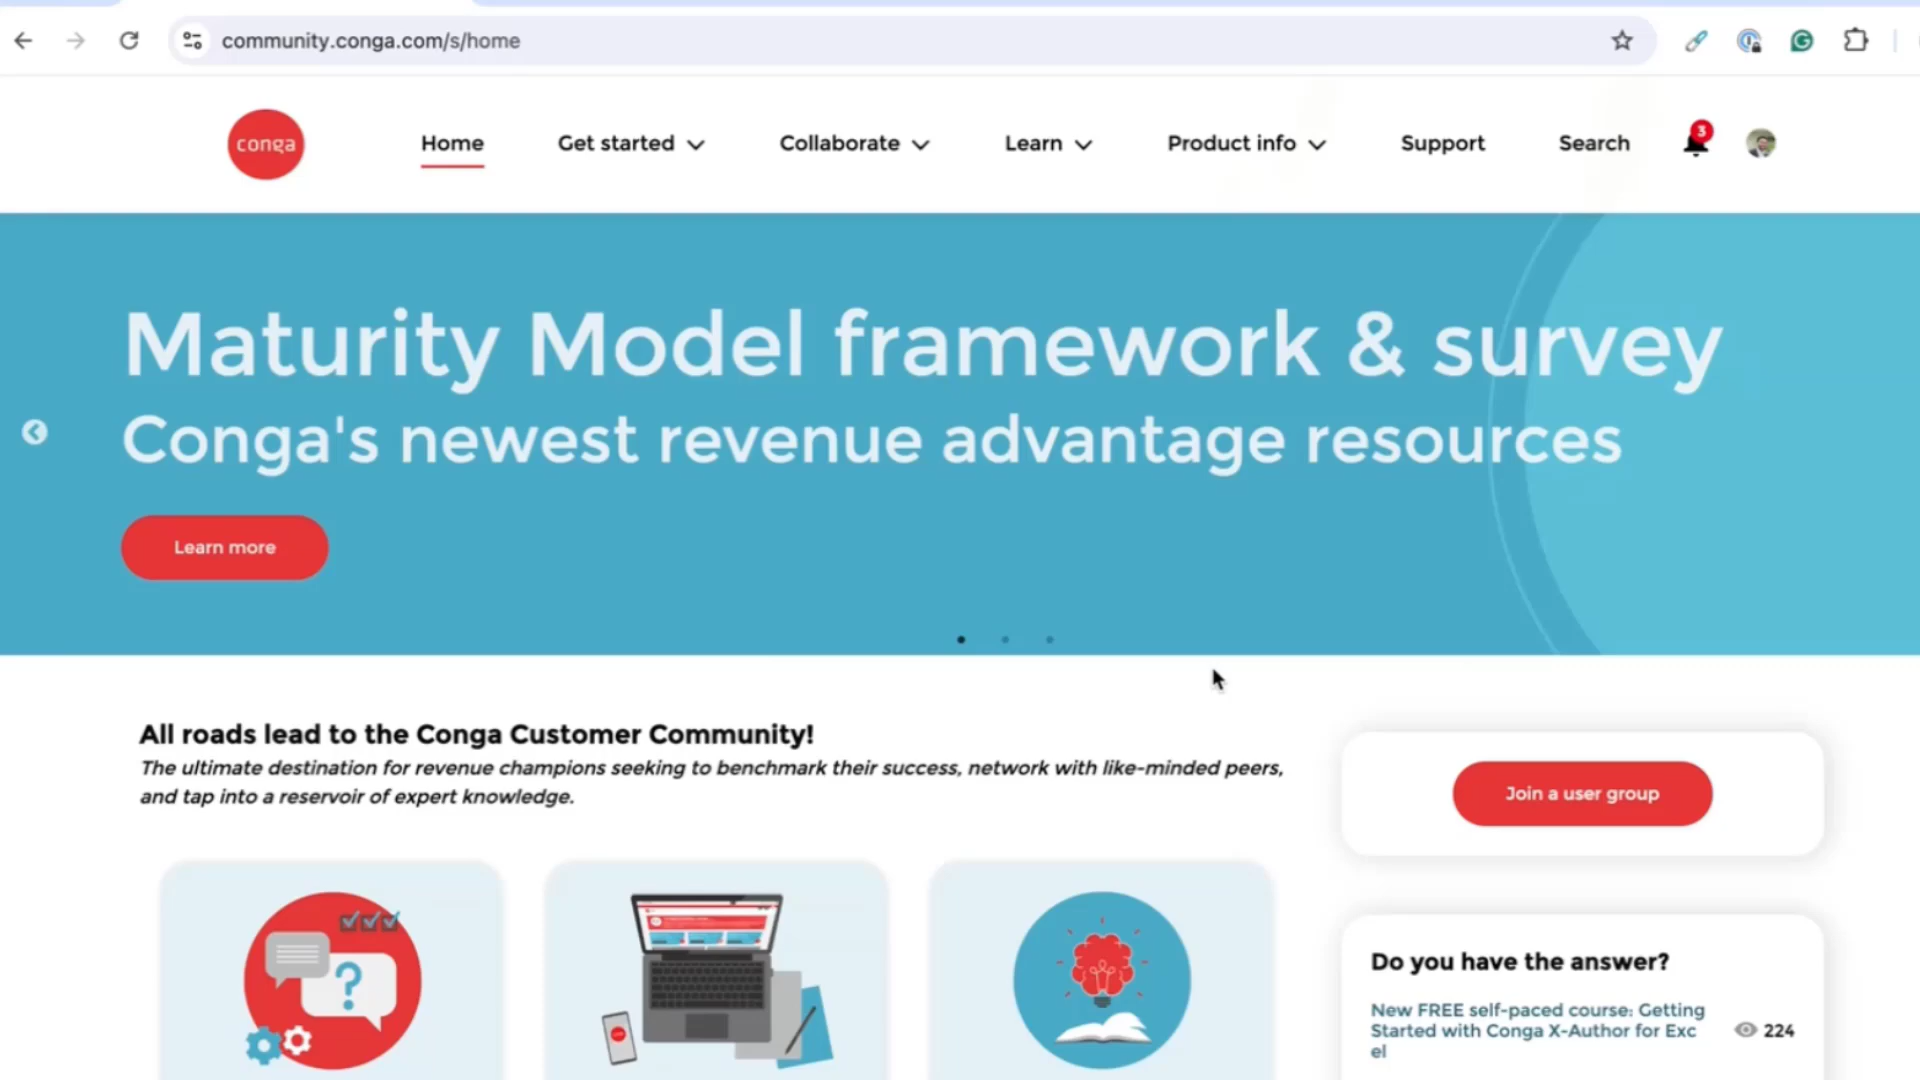 community.conga.com/s/home
conga
Home
Get started
Collaborate
Learn
Product info
Support
Search
3
Maturity Model framework & survey
Conga's newest revenue advantage resources
Learn more
All roads lead to the Conga Customer Community!
The ultimate destination for revenue champions seeking to benchmark their success, network with like-minded peers,
and tap into a reservoir of expert knowledge.
Join a user group
?
Do you have the answer?
New FREE self-paced course: Getting
Started with Conga X-Author for Exc
el
224